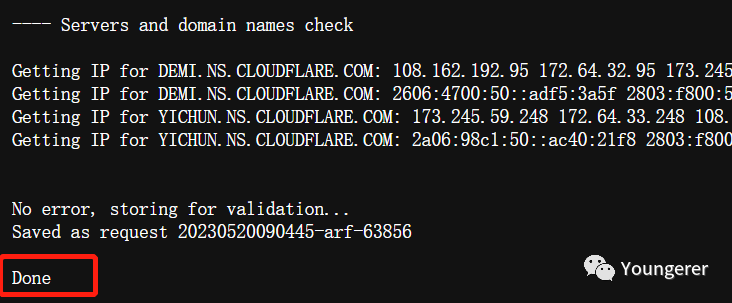 ---- Servers and domain names check
Getting IP for DEMI.NS.CLOUDFLARE.COM: 108.162.192.95 172.64.32.95 173.245
Getting IP for DEMI.NS.CLOUDFLARE.COM: 2606:4700:50::adf5:3a5f 2803:f800:5
Getting IP for YICHUN.NS.CLOUDFLARE.COM: 173.245.59.248 172.64.33.248 108.
Getting IP for YICHUN.NS.CLOUDFLARE.COM: 2a06:98c1:50::ac40:21f8 2803:f800
No error, storing for validation...
Saved as request 20230520090445-arf-63856
Done
Youngerer